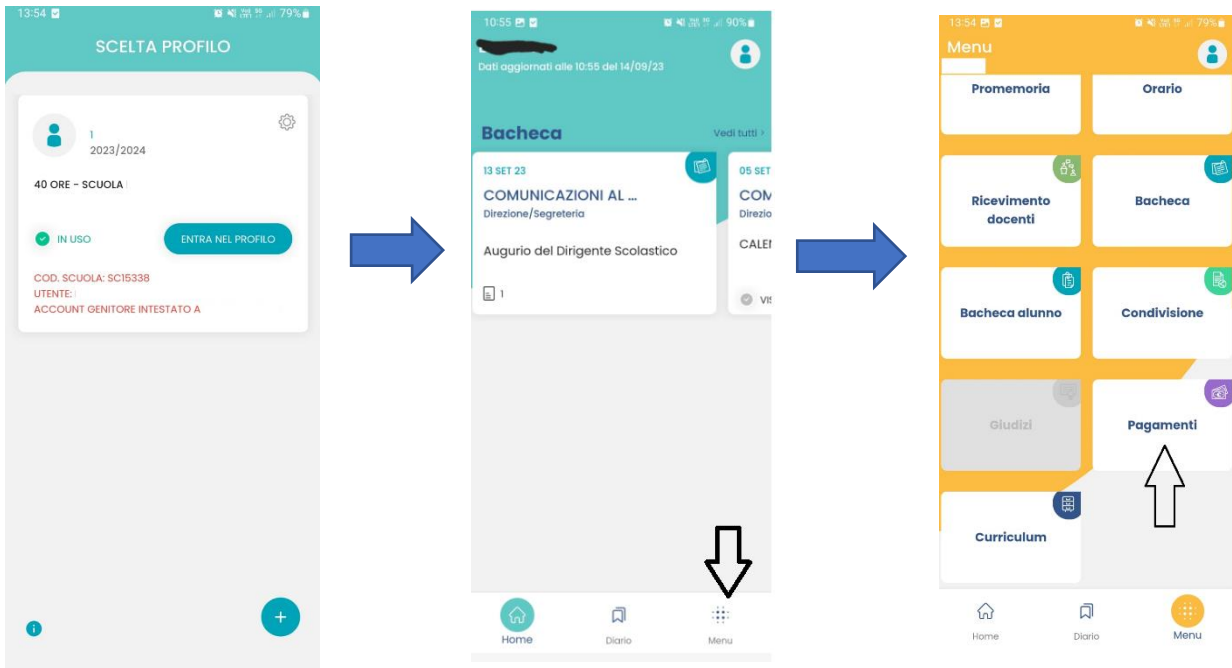 13:54
79%
SCELTA PROFILO
1
2023/2024
40 ORE - SCUOLA
IN USO
ENTRA NEL PROFILO
COD. SCUOLA: SC15338
UTENTE:
ACCOUNT GENITORE INTESTATO A
10:55
90%
Dati aggiornati alle 10:55 del 14/09/23
Bacheca
Vedi tutti >
13 SET 23
COMUNICAZIONI AL ...
Direzione/Segreteria
Augurio del Dirigente Scolastico
1
05 SET
COM
Direzio
CALEN
VIS
Home
Diario
Menu
13:54
79%
Menu
Promemoria
Orario
Ricevimento
docenti
Bacheca
Bacheca alunno
Condivisione
Giudizi
Pagamenti
Curriculum
Home
Diario
Menu